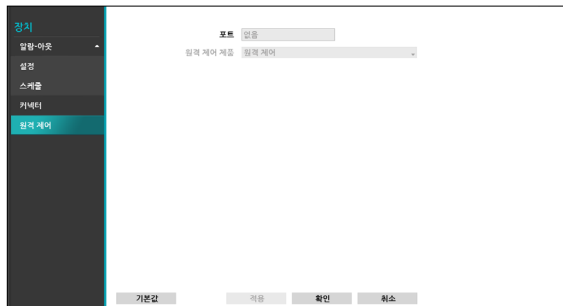 장치
알람-아웃
설정
스케줄
커넥터
원격 제어
포트 없음
원격 제어 제품 원격 제어
기본값 적용 확인 취소